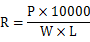 R = P × 10000 / W × L